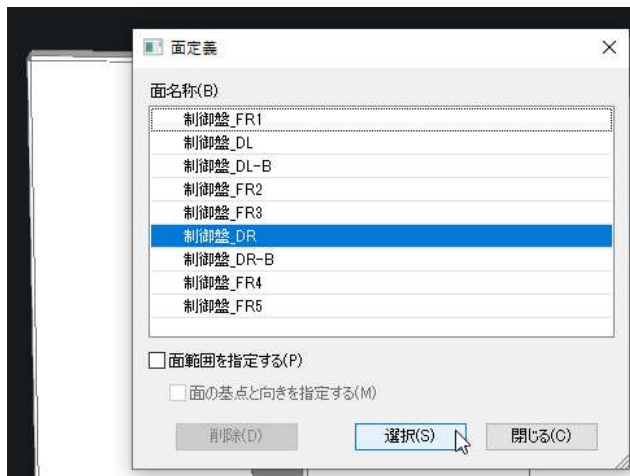 面定義
面名称(B)
制御盤_FR1
制御盤_DL
制御盤_DL-B
制御盤_FR2
制御盤_FR3
制御盤_DR
制御盤_DR-B
制御盤_FR4
制御盤_FR5
面範囲を指定する(P)
面の基点と向きを指定する(M)
削除(D) 選択(S) 閉じる(C)